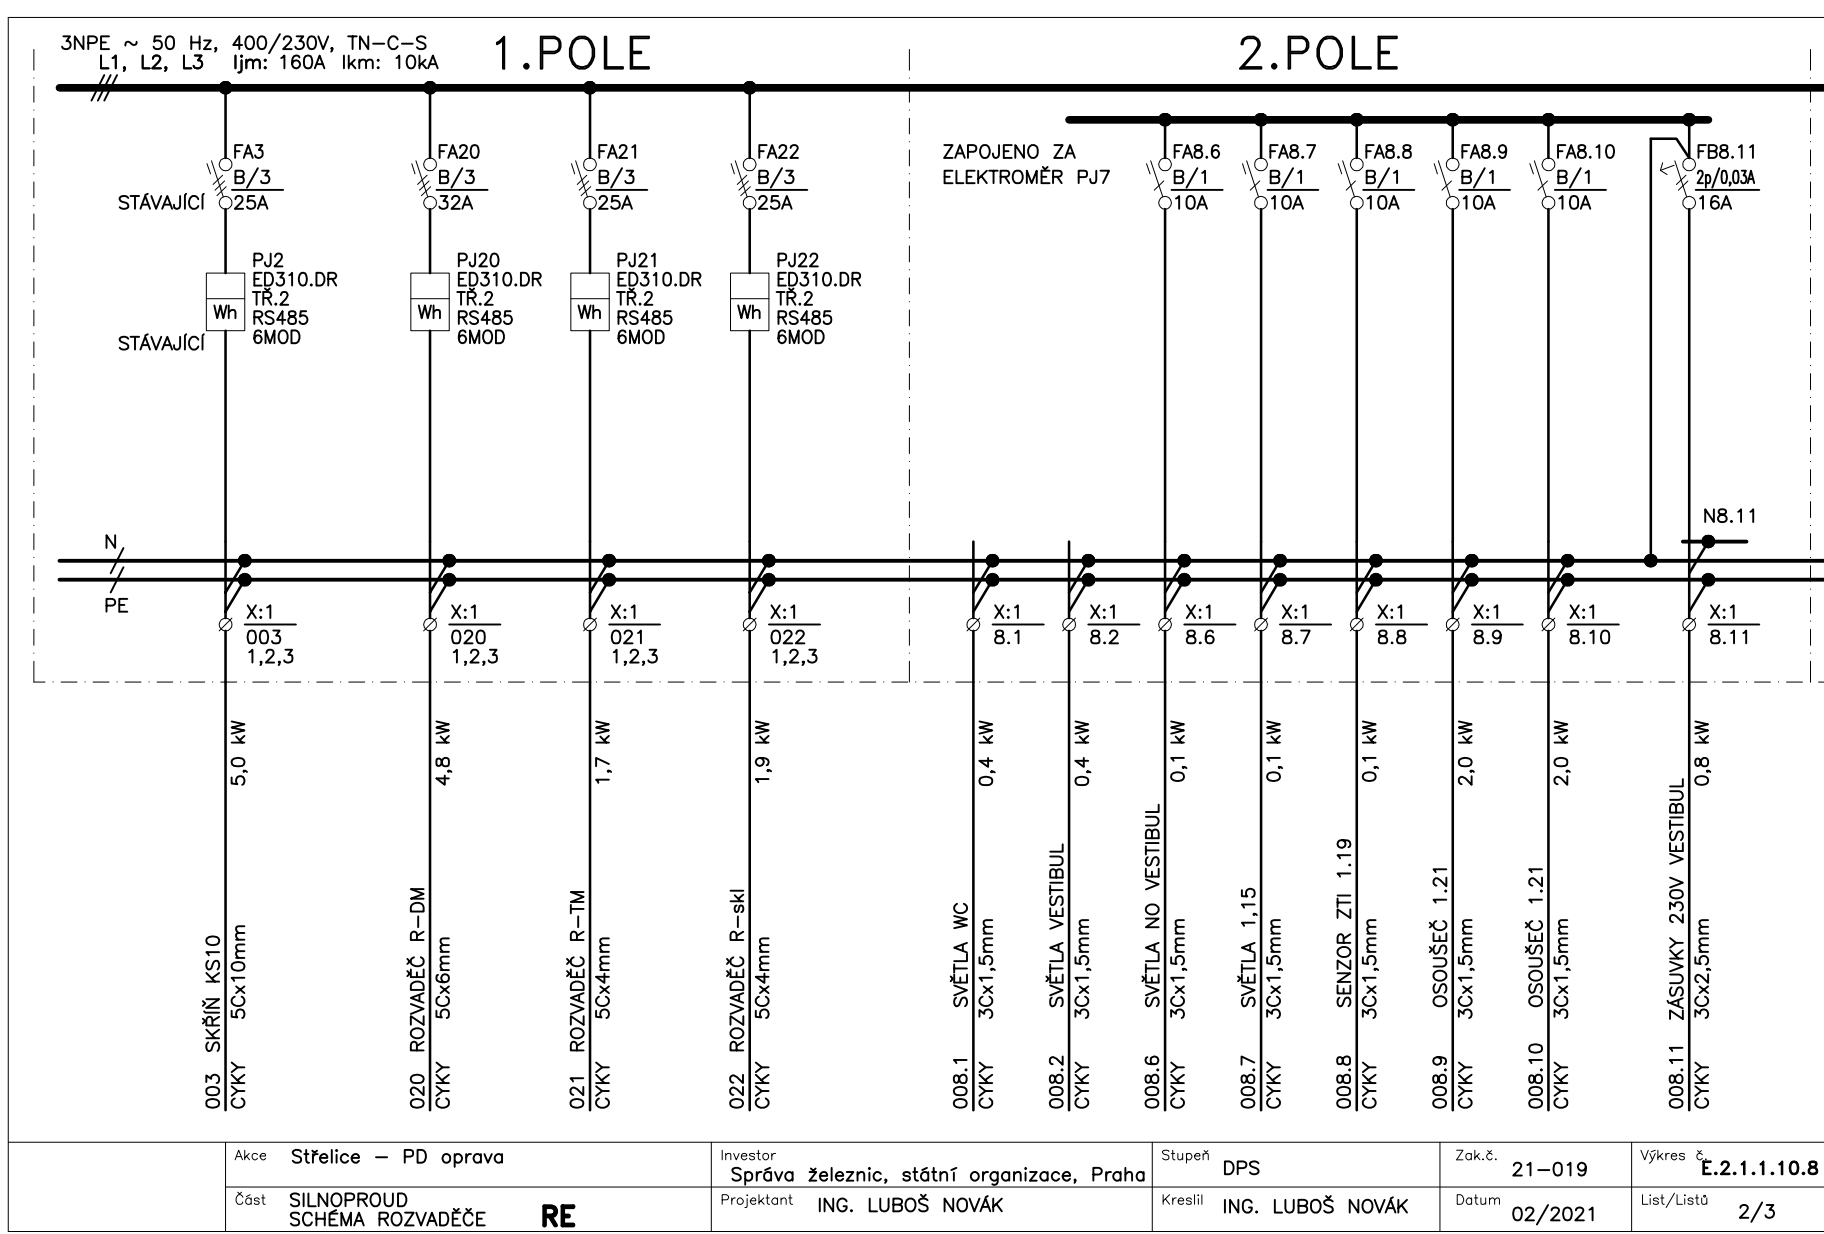 3NPE ~ 50 Hz, 400/230V, TN-C-S
L1, L2, L3 Ijm: 160A Ikm: 10kA
1.POLE
2.POLE
FA3
B/3
25A
STÁVAJÍCÍ
FA20
B/3
32A
FA21
B/3
25A
FA22
B/3
25A
ZAPOJENO ZA
ELEKTROMĚR PJ7
FA8.6
B/1
10A
FA8.7
B/1
10A
FA8.8
B/1
10A
FA8.9
B/1
10A
FA8.10
B/1
10A
FB8.11
2p/0,03A
16A
PJ2
ED310.DR
TŘ.2
RS485
6MOD
Wh
STÁVAJÍCÍ
PJ20
ED310.DR
TŘ.2
RS485
6MOD
Wh
PJ21
ED310.DR
TŘ.2
RS485
6MOD
Wh
PJ22
ED310.DR
TŘ.2
RS485
6MOD
Wh
N8.11
N
PE
X:1
003
1,2,3
X:1
020
1,2,3
X:1
021
1,2,3
X:1
022
1,2,3
X:1
8.1
X:1
8.2
X:1
8.6
X:1
8.7
X:1
8.8
X:1
8.9
X:1
8.10
X:1
8.11
003 SKŘÍŇ KS10
CYKY 5Cx10mm 5,0 kW
020 ROZVADĚČ R-DM
CYKY 5Cx6mm 4,8 kW
021 ROZVADĚČ R-TM
CYKY 5Cx4mm 1,7 kW
022 ROZVADĚČ R-skl
CYKY 5Cx4mm 1,9 kW
008.1 SVĚTLA WC
CYKY 3Cx1,5mm 0,4 kW
008.2 SVĚTLA VESTIBUL
CYKY 3Cx1,5mm 0,4 kW
008.6 SVĚTLA NO VESTIBUL
CYKY 3Cx1,5mm 0,1 kW
008.7 SVĚTLA 1,15
CYKY 3Cx1,5mm 0,1 kW
008.8 SENZOR ZTI 1.19
CYKY 3Cx1,5mm 0,1 kW
008.9 OSOUŠEČ 1.21
CYKY 3Cx1,5mm 2,0 kW
008.10 OSOUŠEČ 1.21
CYKY 3Cx1,5mm 2,0 kW
008.11 ZÁSUVKY 230V VESTIBUL
CYKY 3Cx2,5mm 0,8 kW
Akce Střelice - PD oprava
Část SILNOPROUD
SCHÉMA ROZVADĚČE RE
Investor
Správa železnic, státní organizace, Praha
Projektant ING. LUBOŠ NOVÁK
Stupeň DPS
Kreslil ING. LUBOŠ NOVÁK
Zak.č. 21-019
Datum 02/2021
Výkres č. E.2.1.1.10.8
List/Listů 2/3